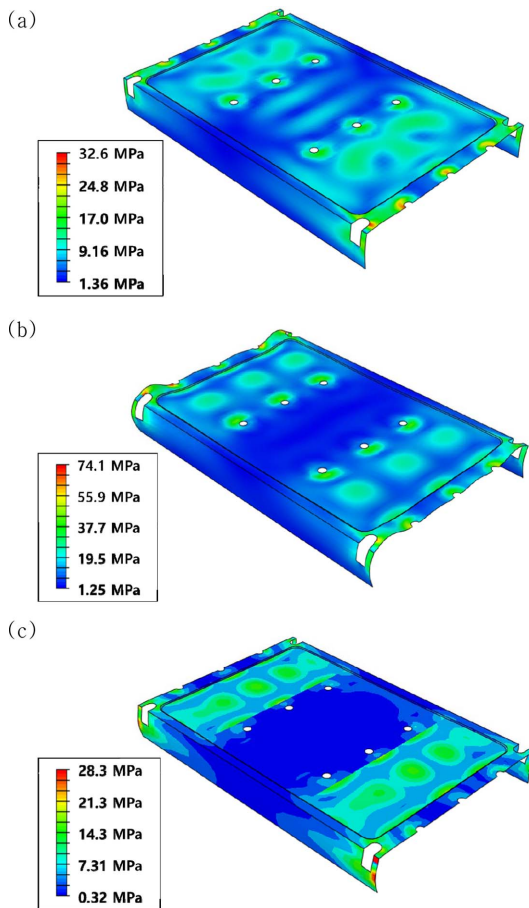 (a)
32.6 MPa
24.8 MPa
17.0 MPa
9.16 MPa
1.36 MPa
(b)
74.1 MPa
55.9 MPa
37.7 MPa
19.5 MPa
1.25 MPa
(c)
28.3 MPa
21.3 MPa
14.3 MPa
7.31 MPa
0.32 MPa